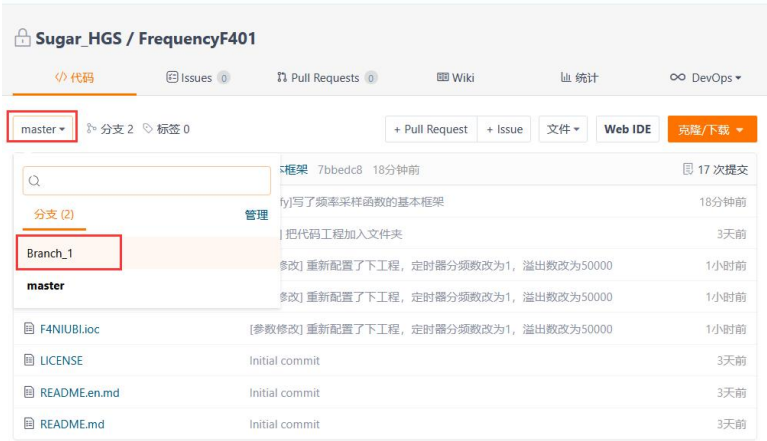 Sugar_HGS / FrequencyF401
代码 Issues 0 Pull Requests 0 Wiki 统计 DevOps
master 分支 2 标签 0 + Pull Request + Issue 文件 Web IDE 克隆/下载
框架 7bbedc8 18分钟前 17 次提交
fy]写了频率采样函数的基本框架 18分钟前
分支 (2) 管理
] 把代码工程加入文件夹 3天前
Branch_1
修改] 重新配置了下工程，定时器分频数改为1，溢出数改为50000 1小时前
master
修改] 重新配置了下工程，定时器分频数改为1，溢出数改为50000 1小时前
F4NIUBI.ioc [参数修改] 重新配置了下工程，定时器分频数改为1，溢出数改为50000 1小时前
LICENSE Initial commit 3天前
README.en.md Initial commit 3天前
README.md Initial commit 3天前